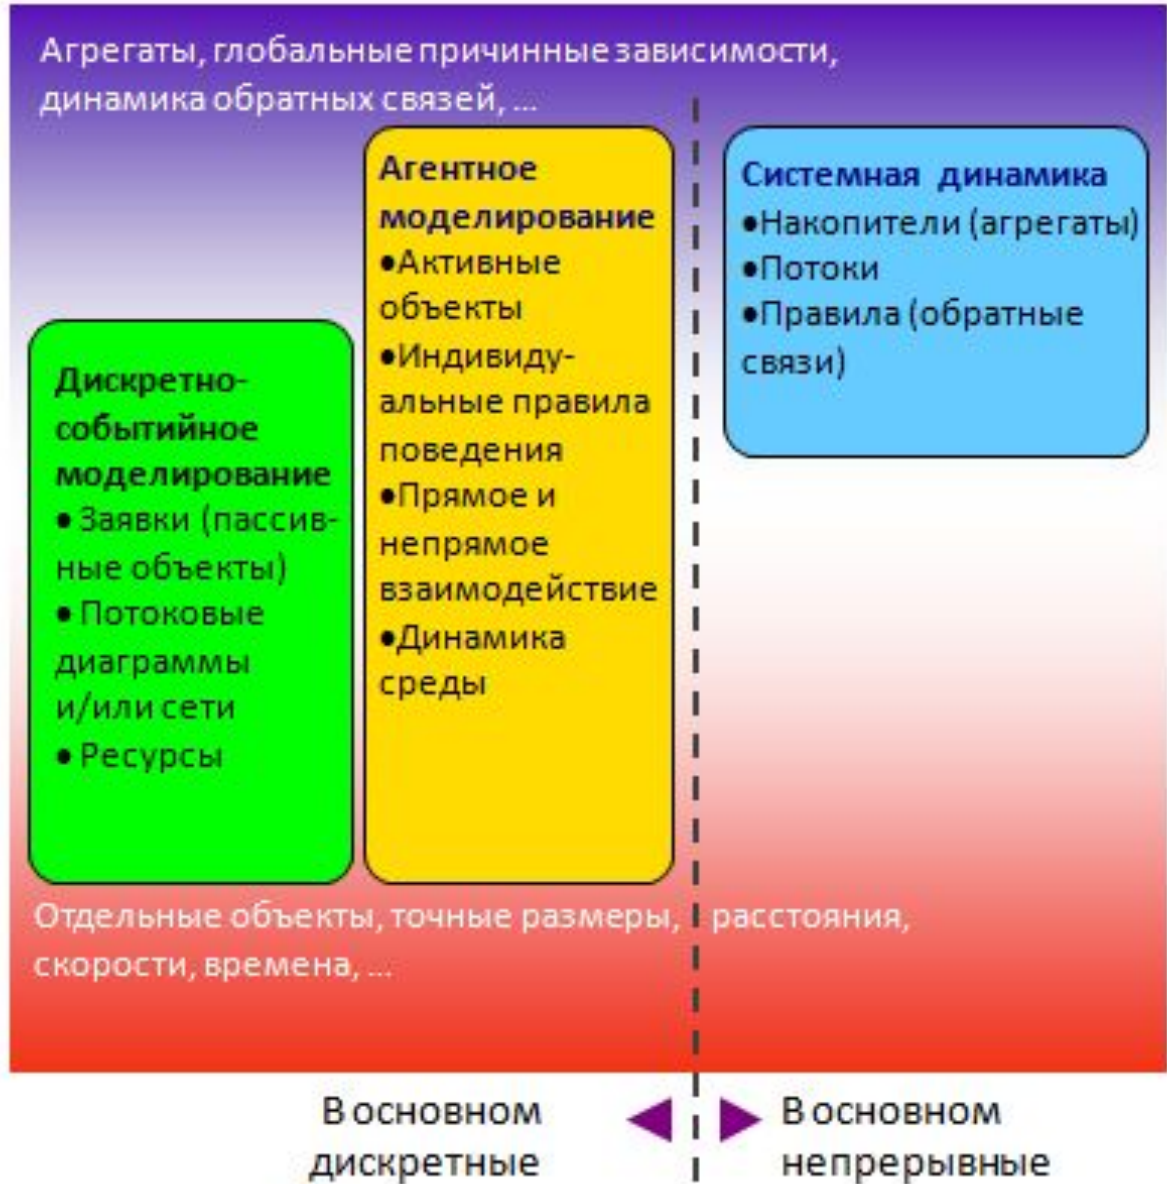 Агрегаты, глобальные причинные зависимости,
динамика обратных связей, ...
Агентное
моделирование
●Активные
объекты
●Индивиду-
альные правила
поведения
●Прямое и
непрямое
взаимодействие
●Динамика
среды
Системная динамика
●Накопители (агрегаты)
●Потоки
●Правила (обратные
связи)
Дискретно-
событийное
моделирование
● Заявки (пассив-
ные объекты)
● Потоковые
диаграммы
и/или сети
● Ресурсы
Отдельные объекты, точные размеры, расстояния,
скорости, времена, ...
В основном
дискретные
В основном
непрерывные